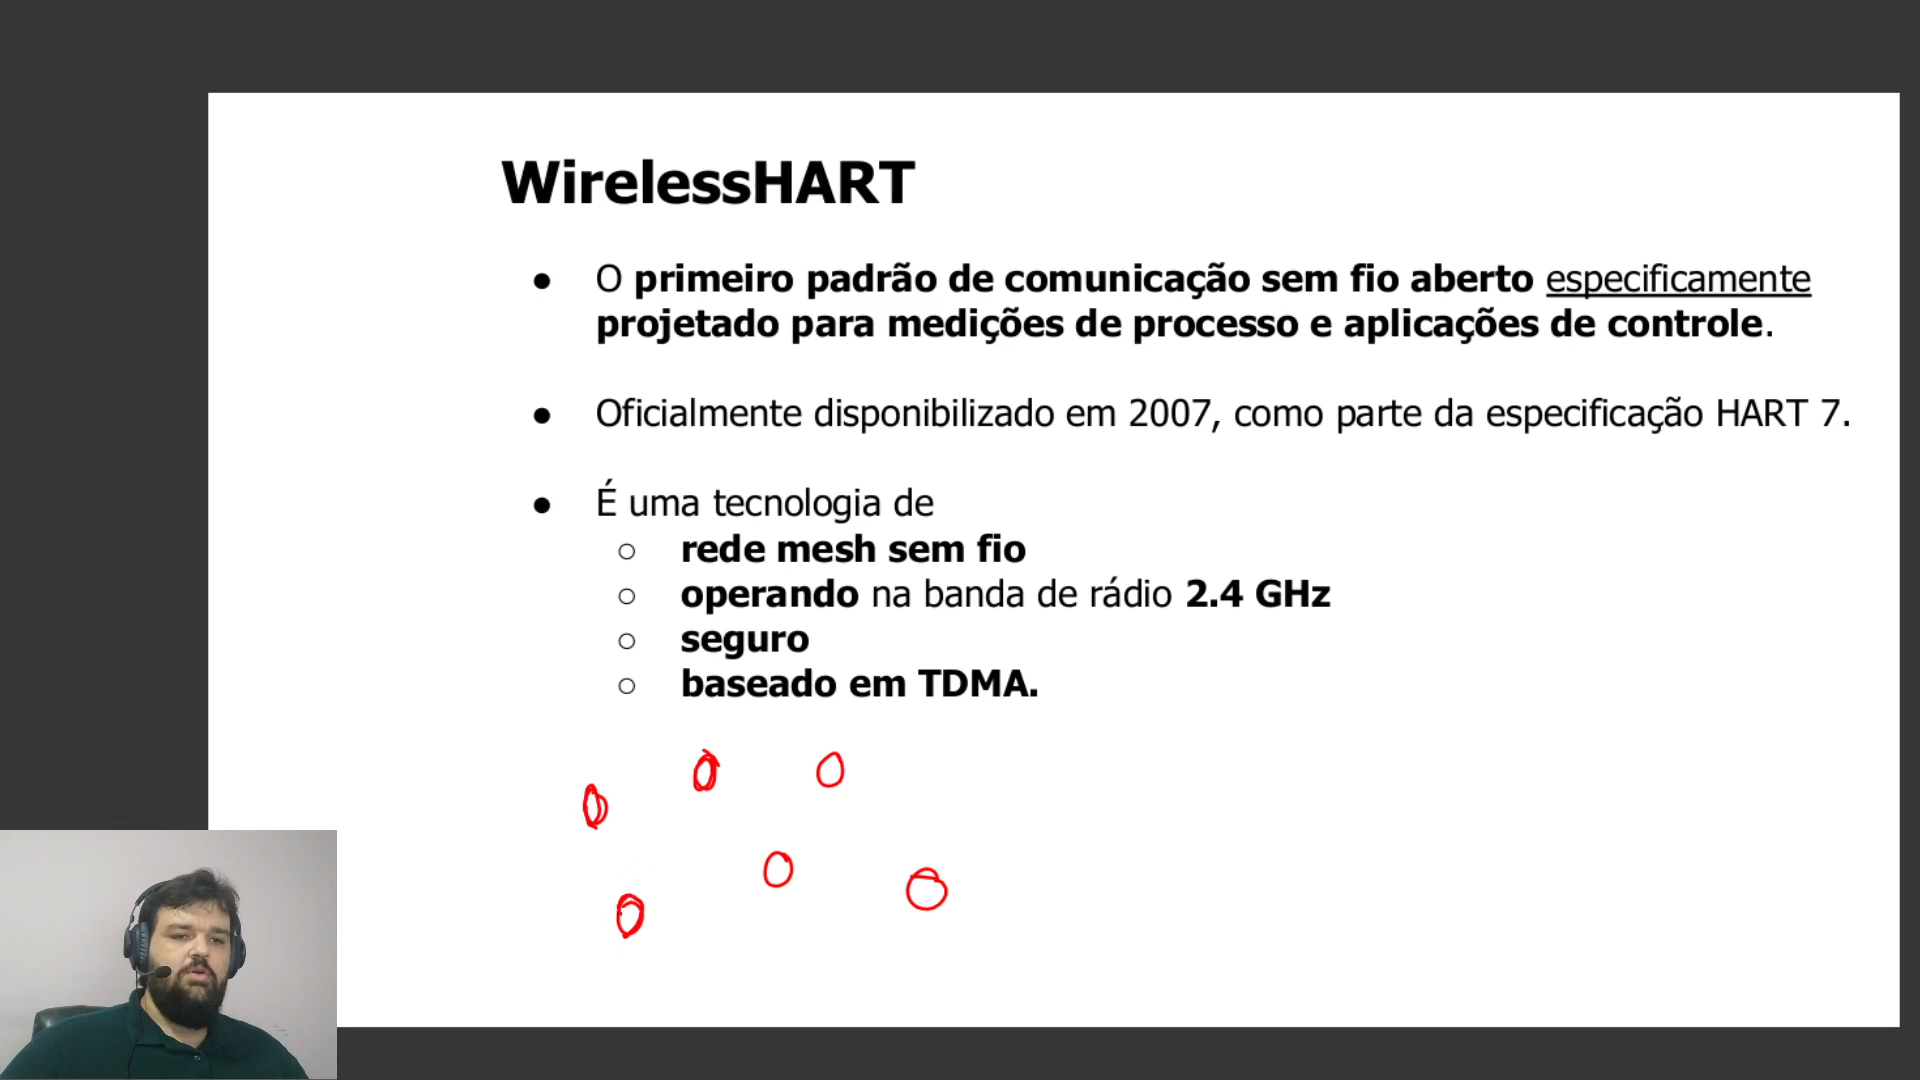 WirelessHART
● O primeiro padrão de comunicação sem fio aberto especificamente
projetado para medições de processo e aplicações de controle.
● Oficialmente disponibilizado em 2007, como parte da especificação HART 7.
● É uma tecnologia de
○ rede mesh sem fio
○ operando na banda de rádio 2.4 GHz
○ seguro
○ baseado em TDMA.